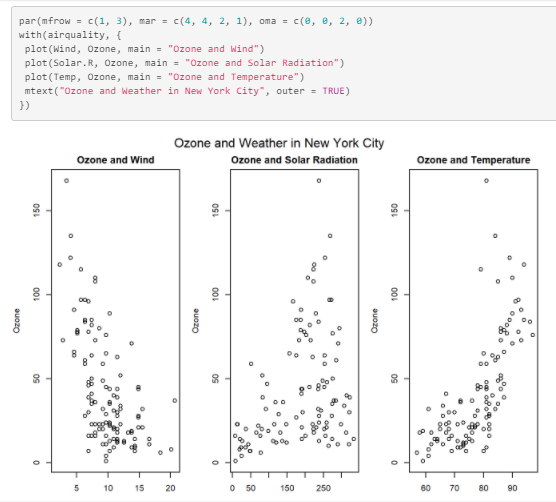 par(mfrow = c(1, 3), mar = c(4, 4, 2, 1), oma = c(0, 0, 2, 0))
with(airquality, {
 plot(Wind, Ozone, main = "Ozone and Wind")
 plot(Solar.R, Ozone, main = "Ozone and Solar Radiation")
 plot(Temp, Ozone, main = "Ozone and Temperature")
 mtext("Ozone and Weather in New York City", outer = TRUE)
})
Ozone and Weather in New York City
Ozone and Wind
Ozone
0 50 100 150
5 10 15 20
Ozone and Solar Radiation
Ozone
0 50 100 150
0 50 150 250
Ozone and Temperature
Ozone
0 50 100 150
60 70 80 90